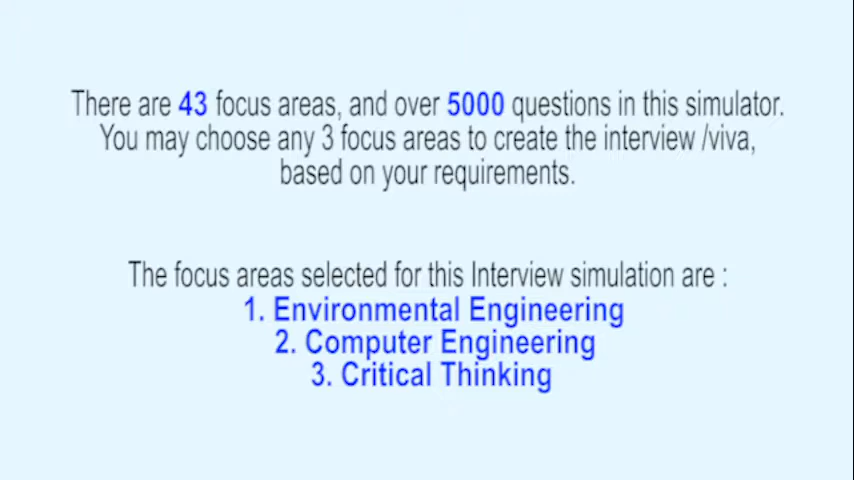 There are 43 focus areas, and over 5000 questions in this simulator.
You may choose any 3 focus areas to create the interview /viva,
based on your requirements.
The focus areas selected for this Interview simulation are :
1. Environmental Engineering
2. Computer Engineering
3. Critical Thinking